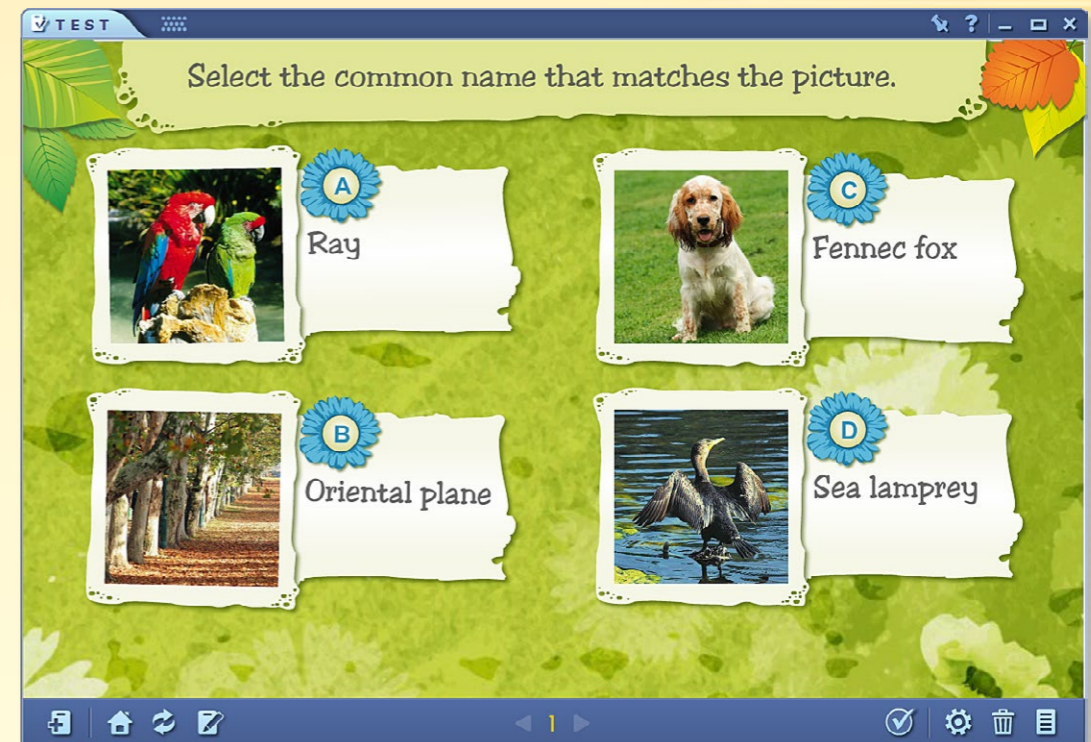 TEST
?
Select the common name that matches the picture.
A
Ray
C
Fennec fox
B
Oriental plane
D
Sea lamprey
1